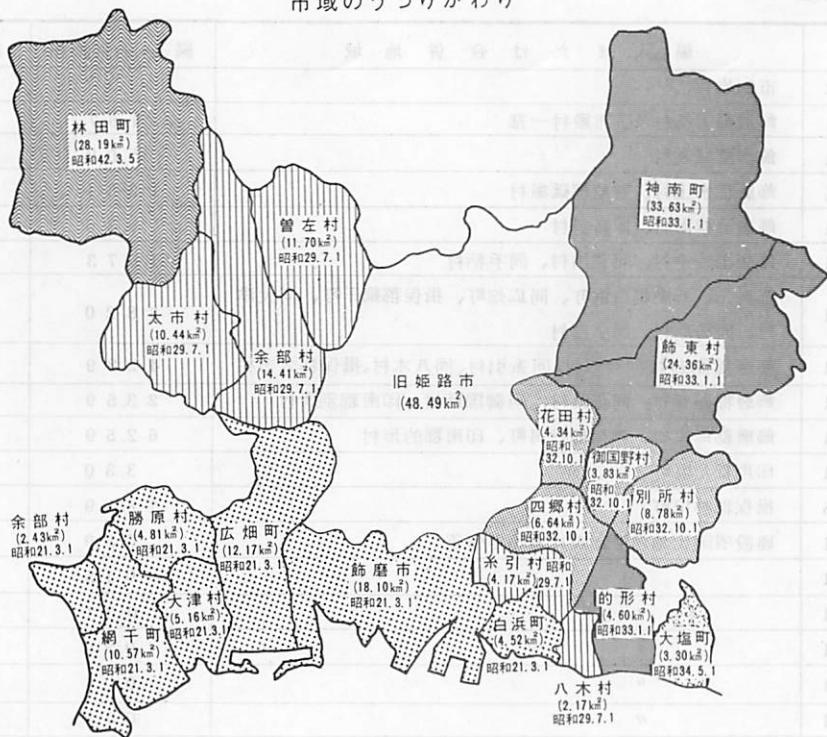 市域のうつりかわり
林田町
(28.19km²)
昭和42.3.5
神南町
(33.63km²)
昭和33.1.1
曽左村
(11.70km²)
昭和29.7.1
太市村
(10.44km²)
昭和29.7.1
余部村
(14.41km²)
昭和29.7.1
旧姫路市
(48.49km²)
飾東村
(24.36km²)
昭和33.1.1
花田村
(4.34km²)
昭和
32.10.1
御国野村
(3.83km²)
昭和
32.10.1
別所村
(8.78km²)
昭和32.10.1
四郷村
(6.64km²)
昭和32.10.1
余部村
(2.43km²)
昭和21.3.1
勝原村
(4.81km²)
昭和21.3.1
広畑町
(12.17km²)
昭和21.3.1
飾磨市
(18.10km²)
昭和21.3.1
糸引村
(4.17km²)
昭和
29.7.1
大津村
(5.16km²)
昭和21.3.1
網干町
(10.57km²)
昭和21.3.1
白浜町
(4.52km²)
昭和21.3.1
的形村
(4.60km²)
昭和33.1.1
大塩町
(3.30km²)
昭和34.5.1
八木村
(2.17km²)
昭和29.7.1